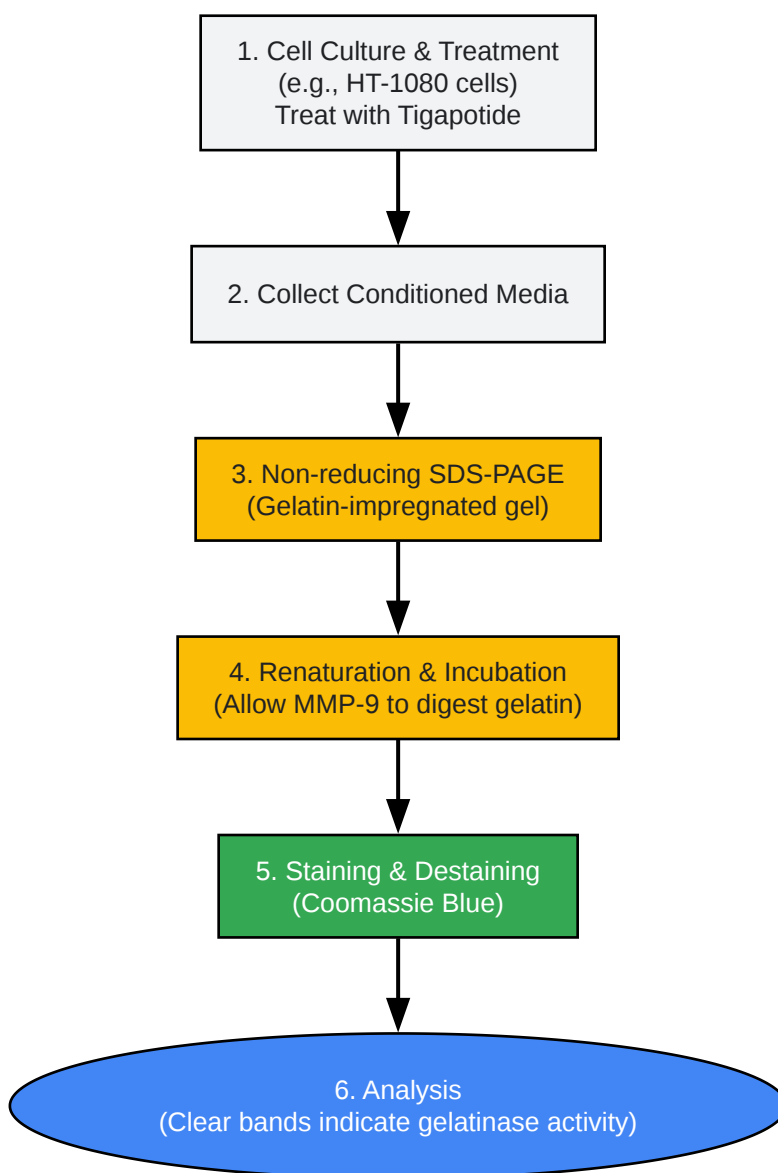 1. Cell Culture & Treatment
(e.g., HT-1080 cells)
Treat with Tigapotide
2. Collect Conditioned Media
3. Non-reducing SDS-PAGE
(Gelatin-impregnated gel)
4. Renaturation & Incubation
(Allow MMP-9 to digest gelatin)
5. Staining & Destaining
(Coomassie Blue)
6. Analysis
(Clear bands indicate gelatinase activity)